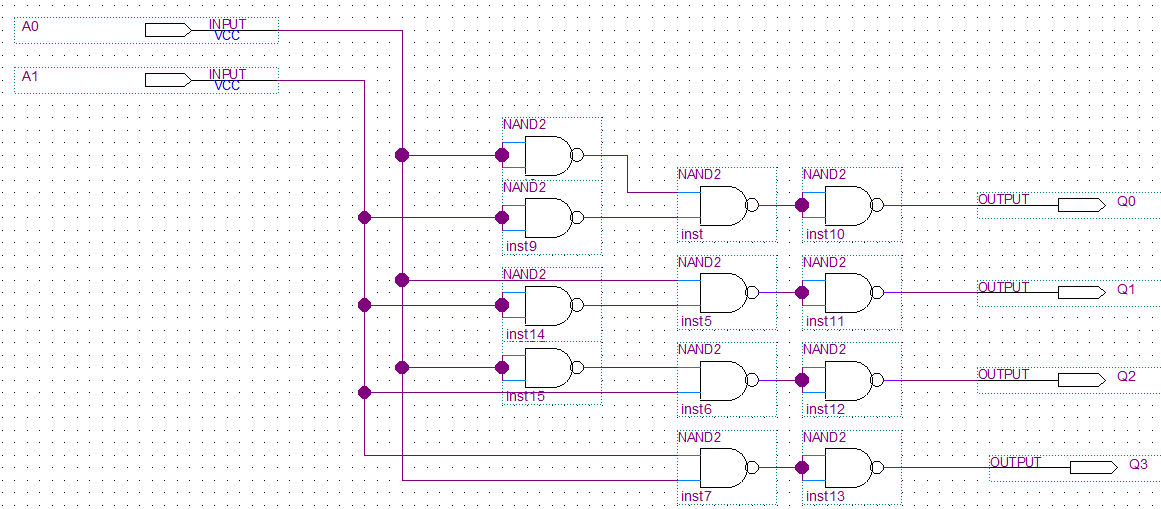 A0
INPUT
VCC
A1
INPUT
VCC
NAND2
NAND2
inst9
NAND2
inst
NAND2
inst10
OUTPUT
Q0
NAND2
inst14
NAND2
inst5
NAND2
inst11
OUTPUT
Q1
inst15
NAND2
inst6
NAND2
inst12
OUTPUT
Q2
NAND2
inst7
NAND2
inst13
OUTPUT
Q3